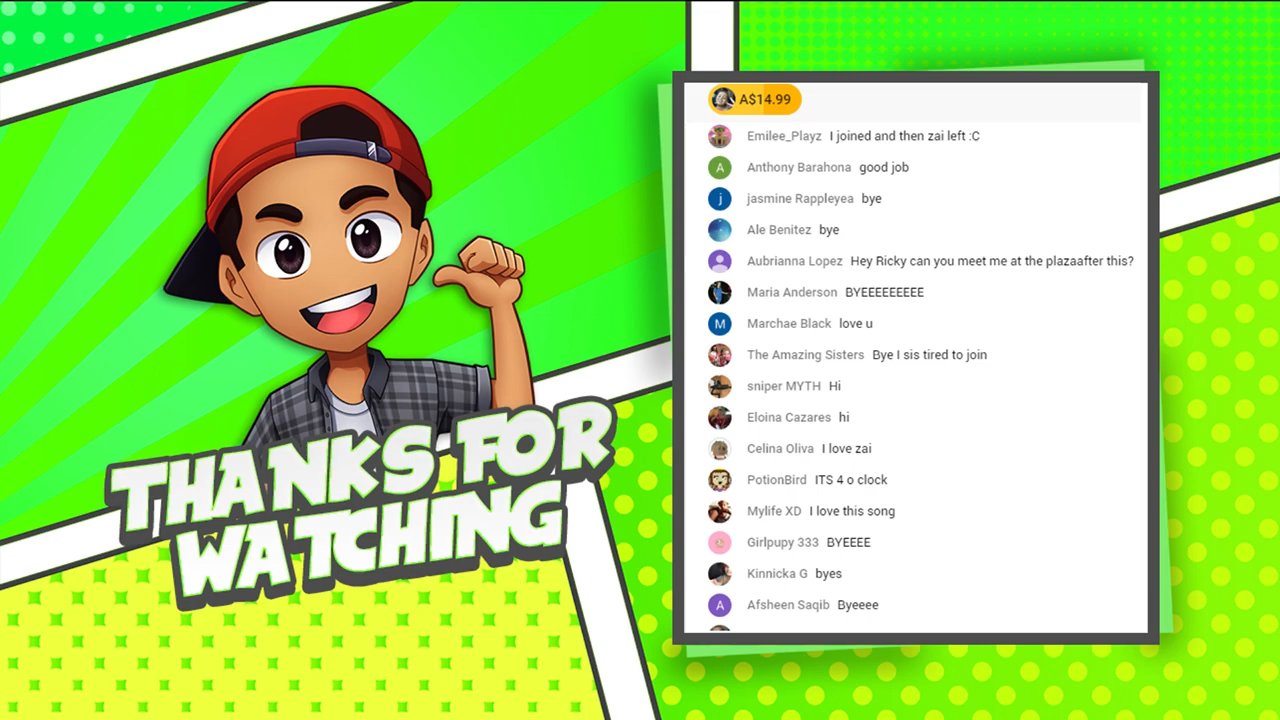 THANKS FOR
WATCHING
A$14.99
Emilee_Playz I joined and then zai left :C
A Anthony Barahona good job
j jasmine Rappleyea bye
Ale Benitez bye
Aubrianna Lopez Hey Ricky can you meet me at the plazaafter this?
Maria Anderson BYEEEEEEEEE
M Marchae Black love u
The Amazing Sisters Bye I sis tired to join
sniper MYTH Hi
Eloina Cazares hi
Celina Oliva I love zai
PotionBird ITS 4 o clock
Mylife XD I love this song
Girlpupy 333 BYEEEE
Kinnicka G byes
A Afsheen Saqib Byeeee